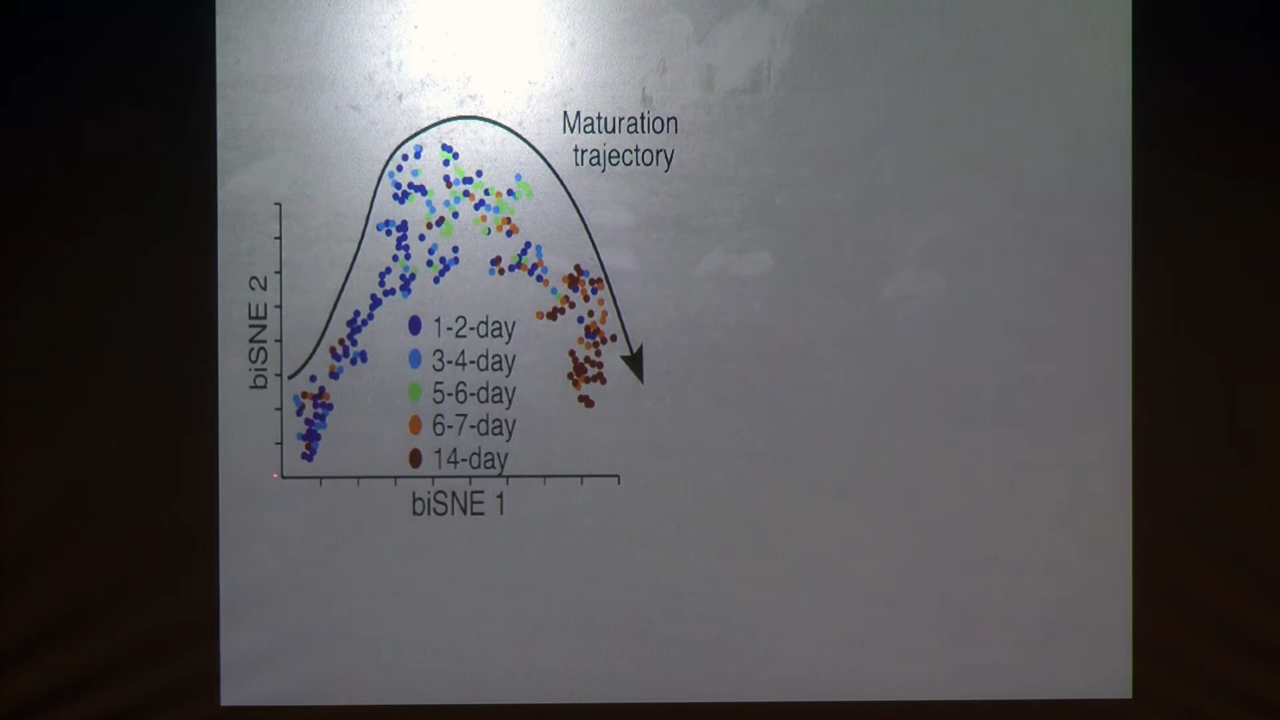 Maturation
trajectory
biSNE 2
1-2-day
3-4-day
5-6-day
6-7-day
14-day
biSNE 1